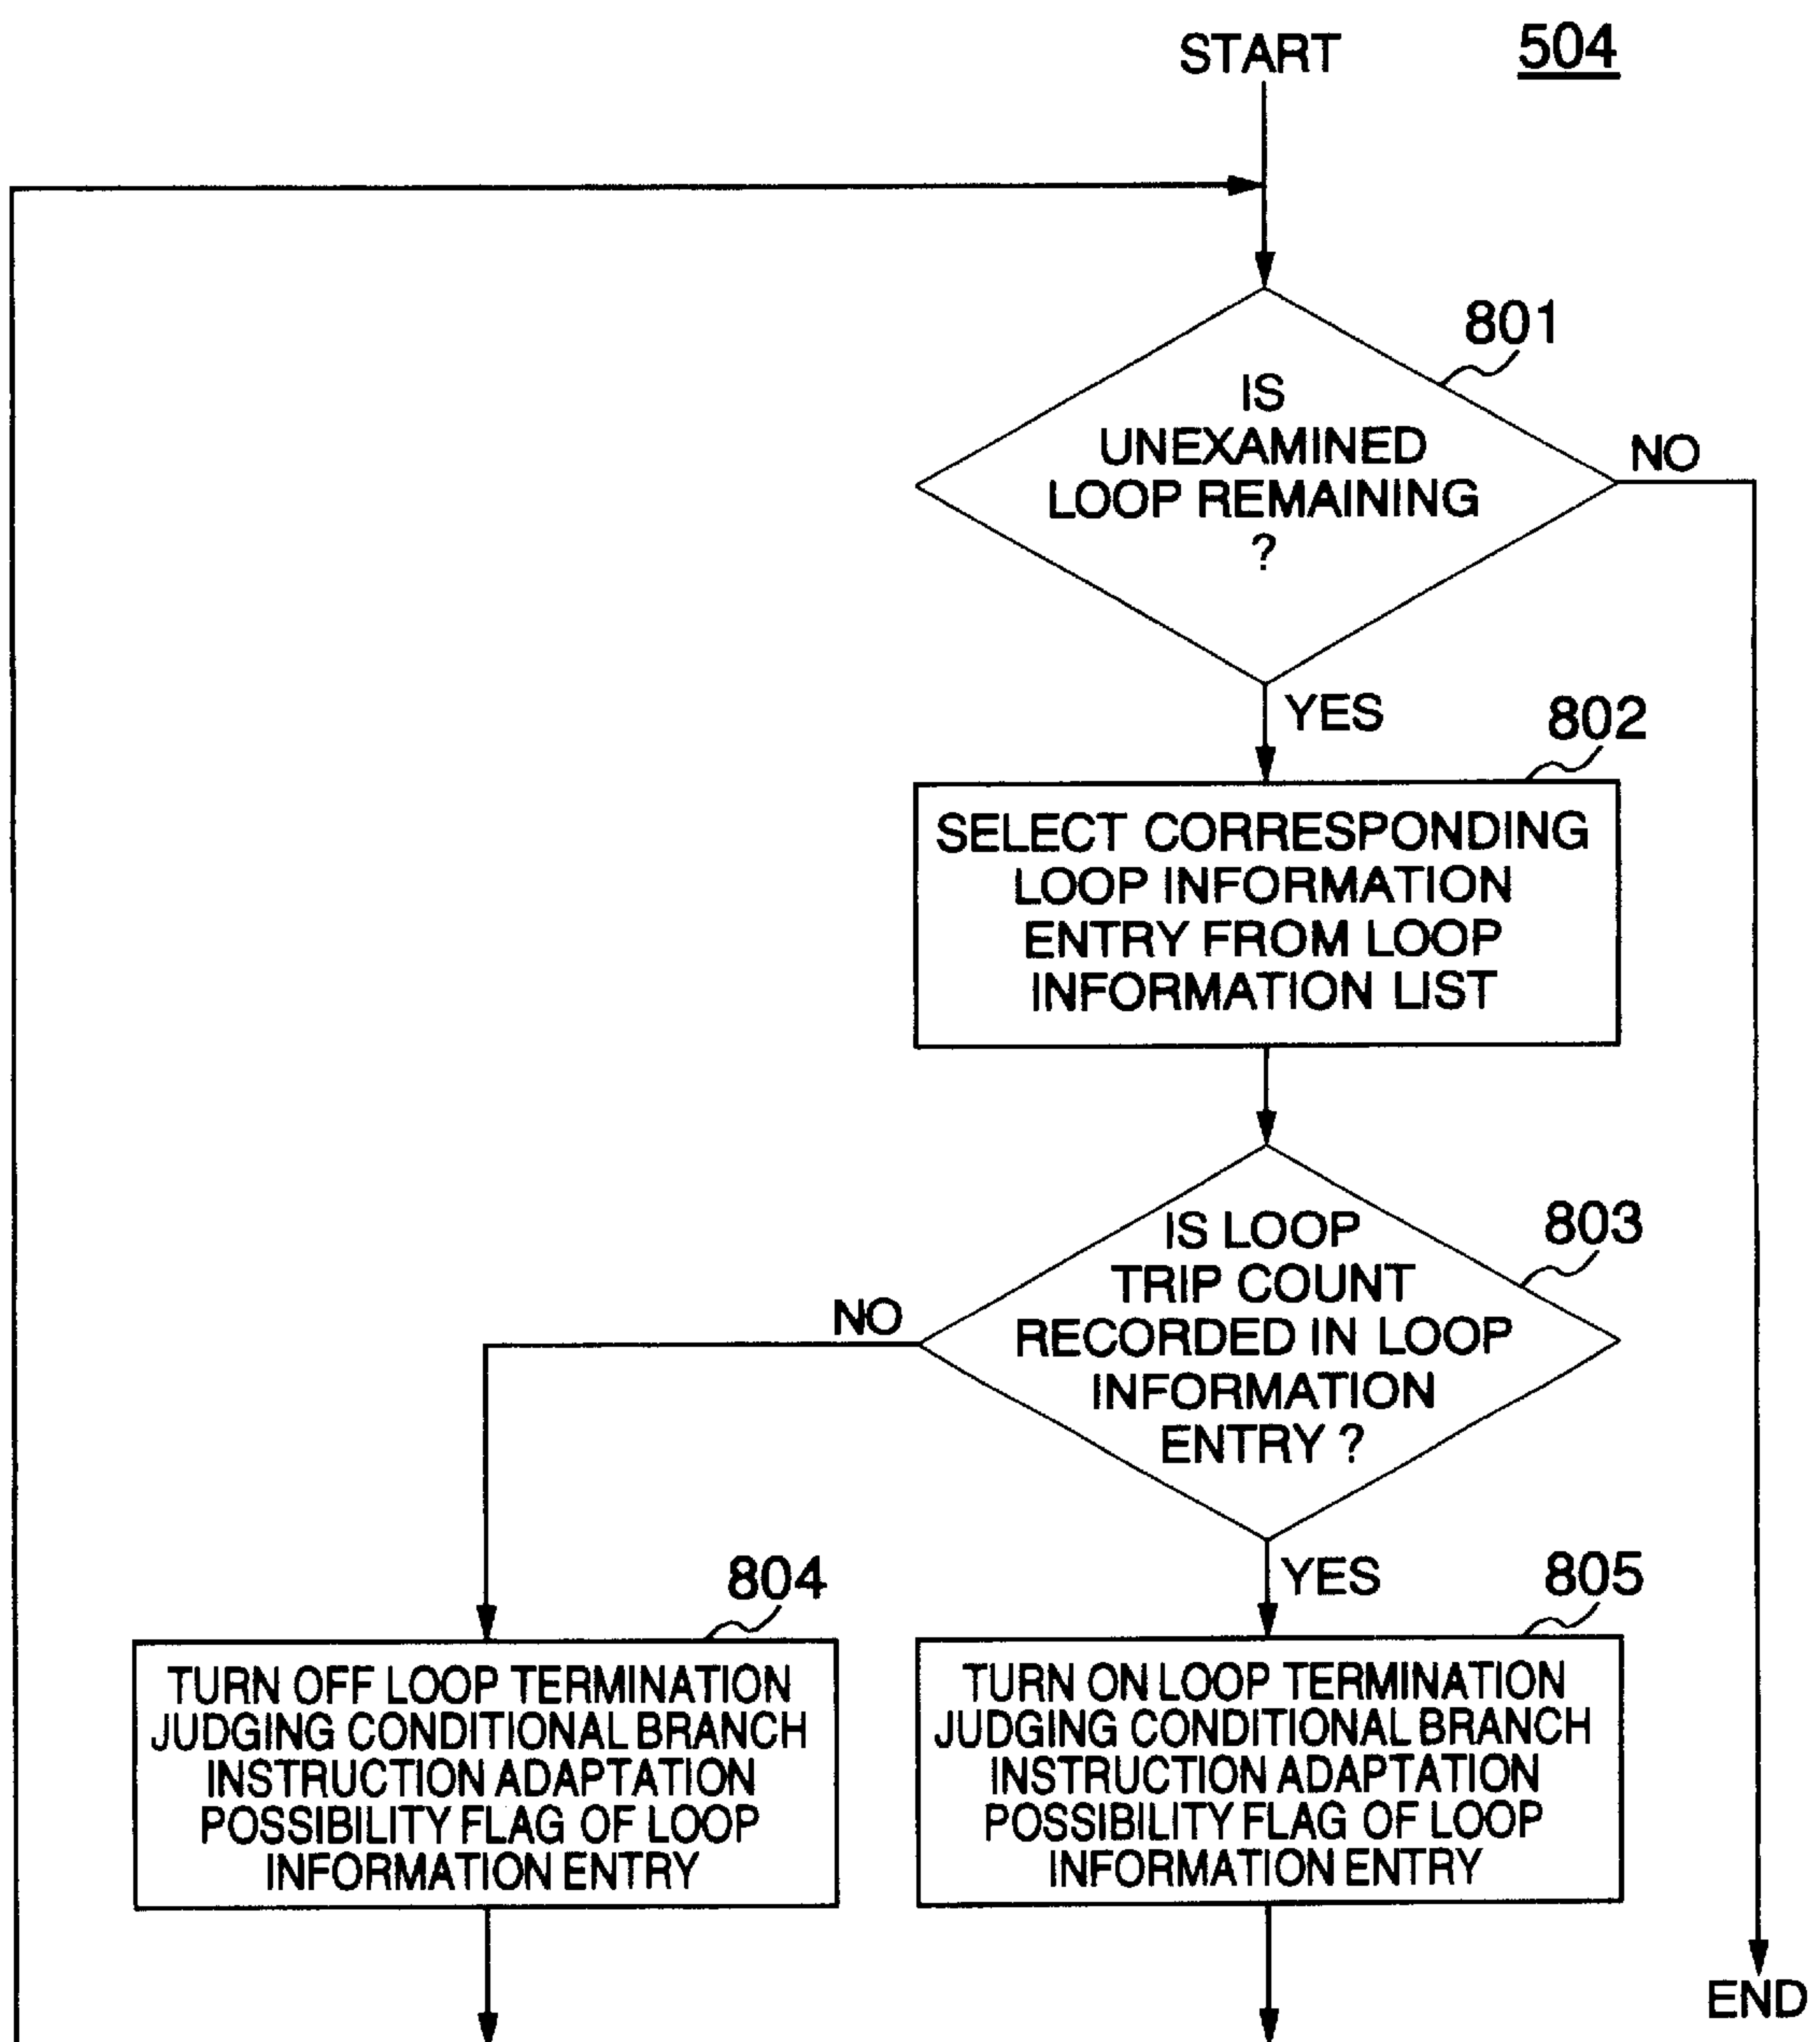 START
504
801
IS
UNEXAMINED
LOOP REMAINING
?
NO
YES
802
SELECT CORRESPONDING
LOOP INFORMATION
ENTRY FROM LOOP
INFORMATION LIST
803
IS LOOP
TRIP COUNT
RECORDED IN LOOP
INFORMATION
ENTRY ?
NO
YES
804
TURN OFF LOOP TERMINATION
JUDGING CONDITIONAL BRANCH
INSTRUCTION ADAPTATION
POSSIBILITY FLAG OF LOOP
INFORMATION ENTRY
805
TURN ON LOOP TERMINATION
JUDGING CONDITIONAL BRANCH
INSTRUCTION ADAPTATION
POSSIBILITY FLAG OF LOOP
INFORMATION ENTRY
END